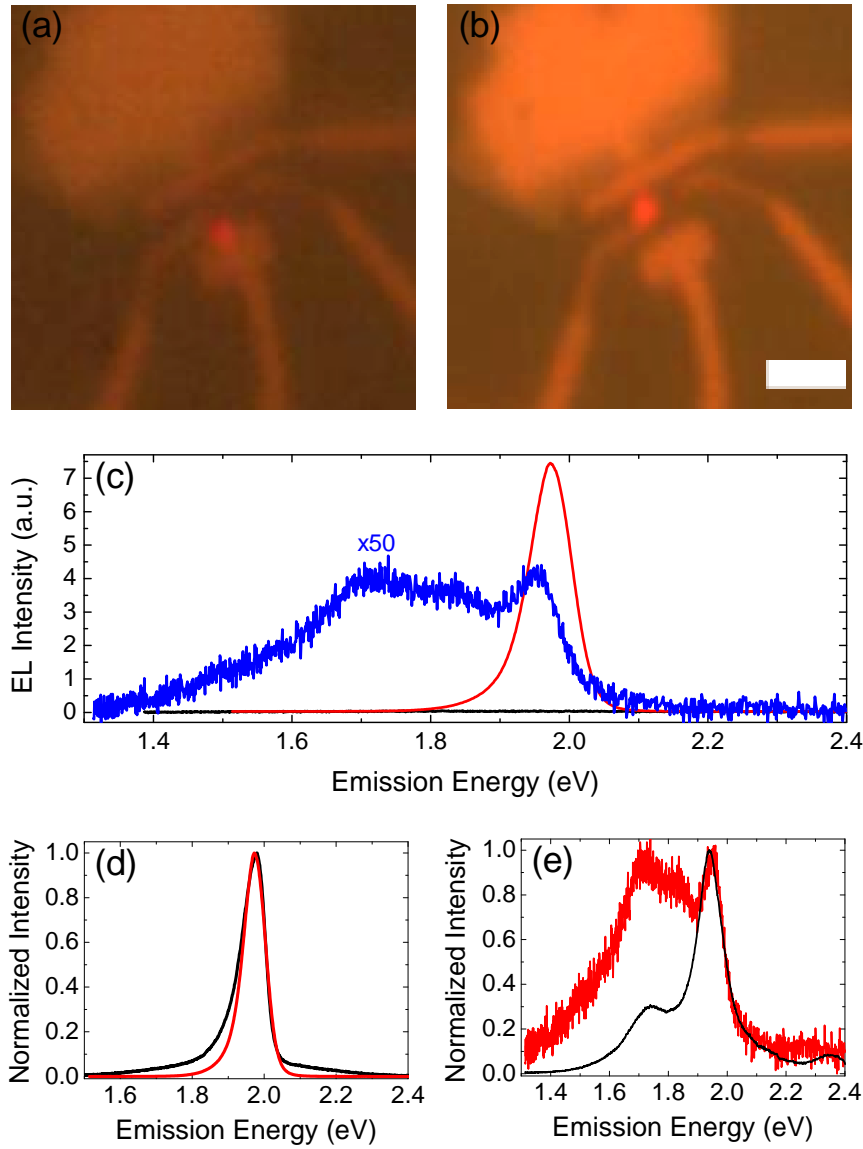 (a) (b)
(c)
x50
EL Intensity (a.u.)
7
6
5
4
3
2
1
0
1.4 1.6 1.8 2.0 2.2 2.4
Emission Energy (eV)
(d)
Normalized Intensity
1.0
0.8
0.6
0.4
0.2
0.0
1.6 1.8 2.0 2.2 2.4
Emission Energy (eV)
(e)
Normalized Intensity
1.0
0.8
0.6
0.4
0.2
0.0
1.4 1.6 1.8 2.0 2.2 2.4
Emission Energy (eV)